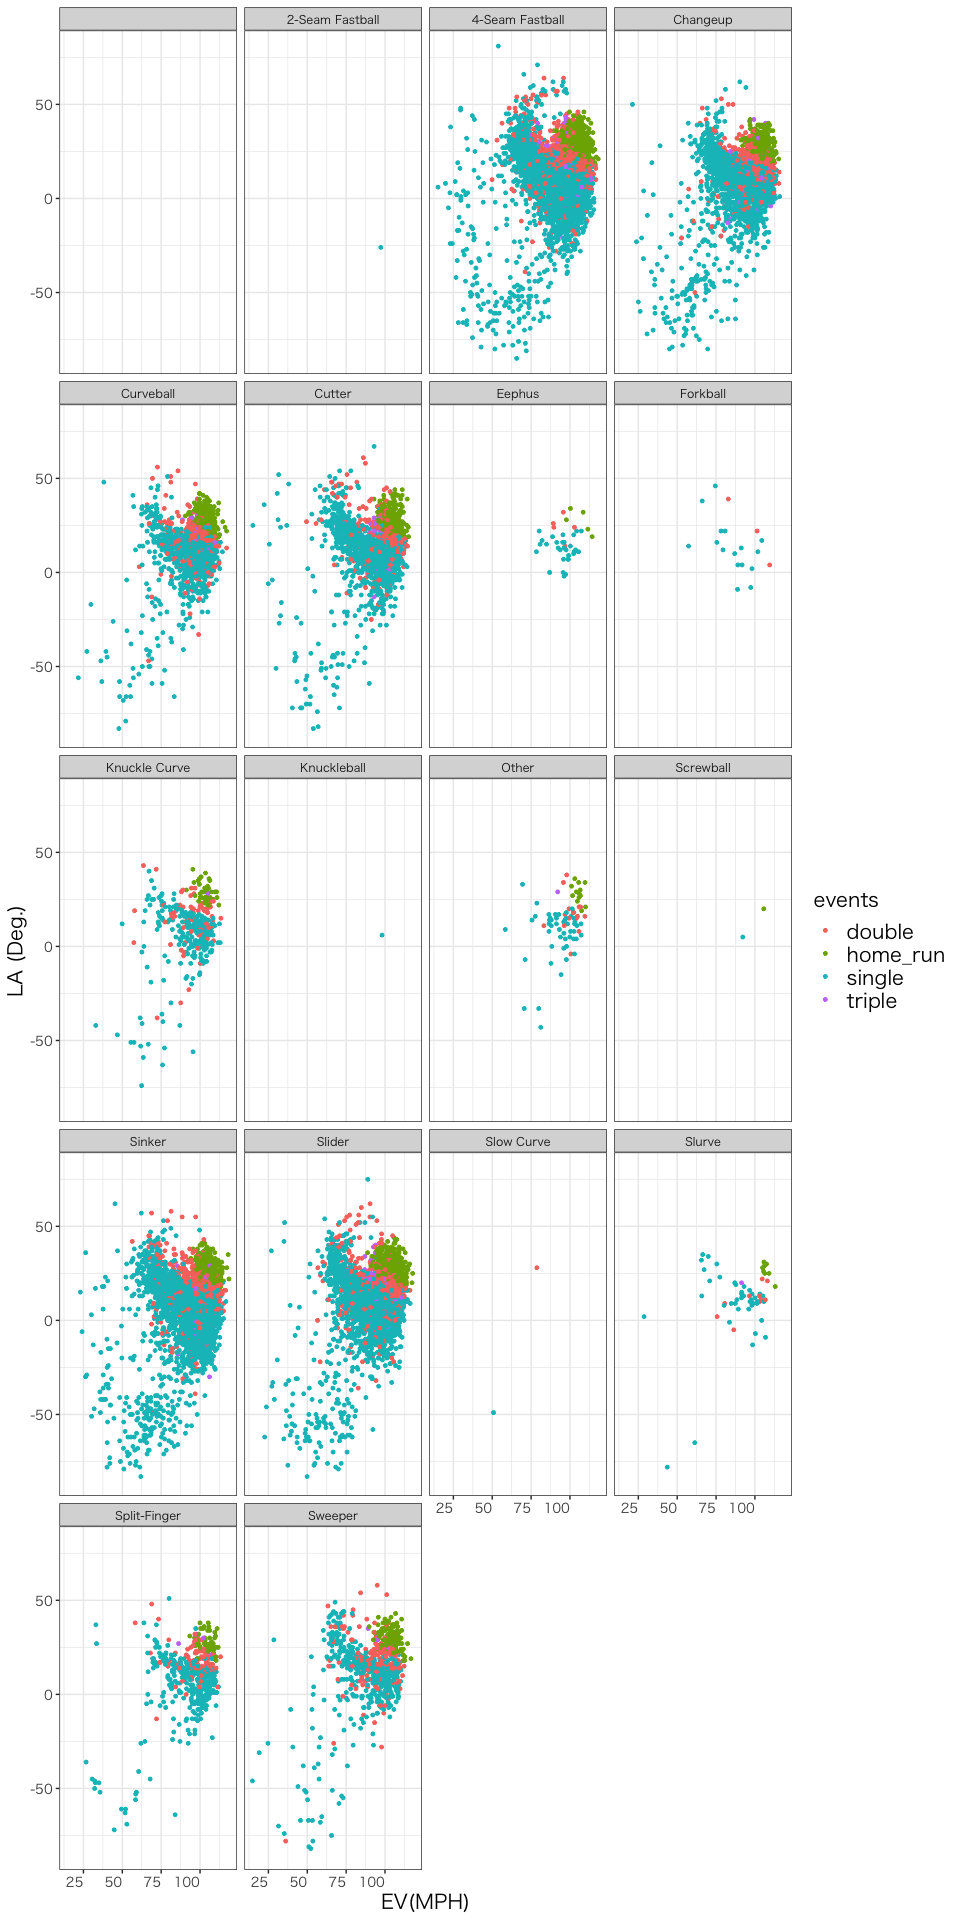 2-Seam Fastball 4-Seam Fastball Changeup
50
0
-50
Curveball Cutter Eephus Forkball
50
0
-50
Knuckle Curve Knuckleball Other Screwball
50
0
-50
LA (Deg.)
events
double
home_run
single
triple
Sinker Slider Slow Curve Slurve
50
0
-50
25 50 75 100 25 50 75 100
Split-Finger Sweeper
50
0
-50
25 50 75 100 25 50 75 100
EV(MPH)